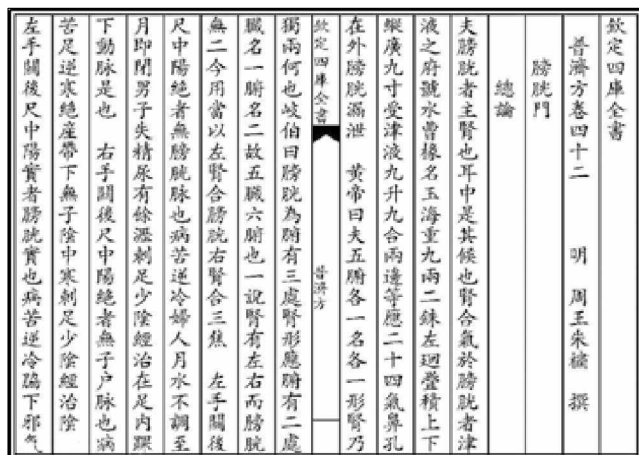 欽定四庫全書
普濟方卷四十二　明　周王朱橚　撰
膀胱門
總論
夫膀胱者主腎也耳中是其候也腎合氣於膀胱者津
液之府號水曹掾名玉海重九兩二銖左迴疊積上下
縱廣九寸受津液九升九合兩邊等應二十四氣鼻孔
在外膀胱漏泄　黃帝曰夫五腑各一名各一形腎乃
欽定四庫全書　普濟方
獨兩何也岐伯曰膀胱為腑有三處腎形應腑有二處
臓名一腑名二故五臓六腑也一說腎有左右而膀胱
無二今用當以左腎合膀胱右腎合三焦　左手關後
尺中陽絕者無膀胱脉也病苦逆冷婦人月水不調至
月即閉男子失精尿有餘瀝刺足少陰經治在足內踝
下動脉是也　右手關後尺中陽絕者無子户脉也病
苦足逆寒絕產帶下無子陰中寒刺足少陰經治陰
左手關後尺中陽實者膀胱實也病苦逆冷脇下邪气